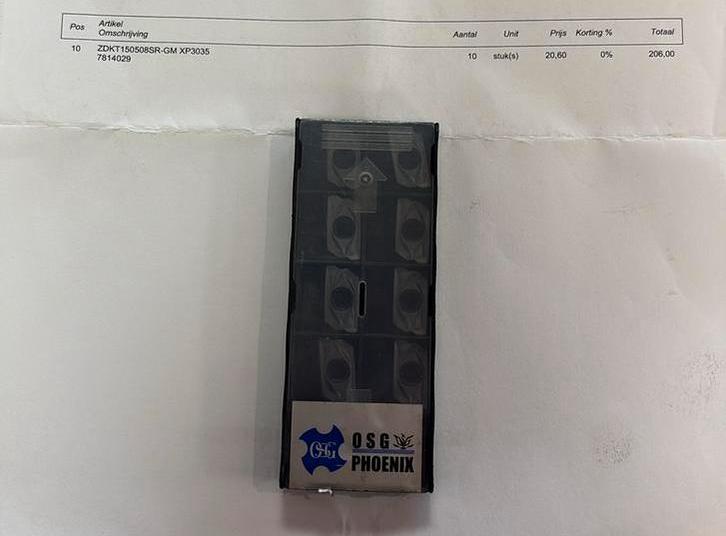 Pos Artikel Aantal Unit Prijs Korting % Totaal
Omschrijving
10 ZDKT150508SR-GM XP3035 10 stuk(s) 20,60 0% 206,00
7814029
OSG OSG
PHOENIX